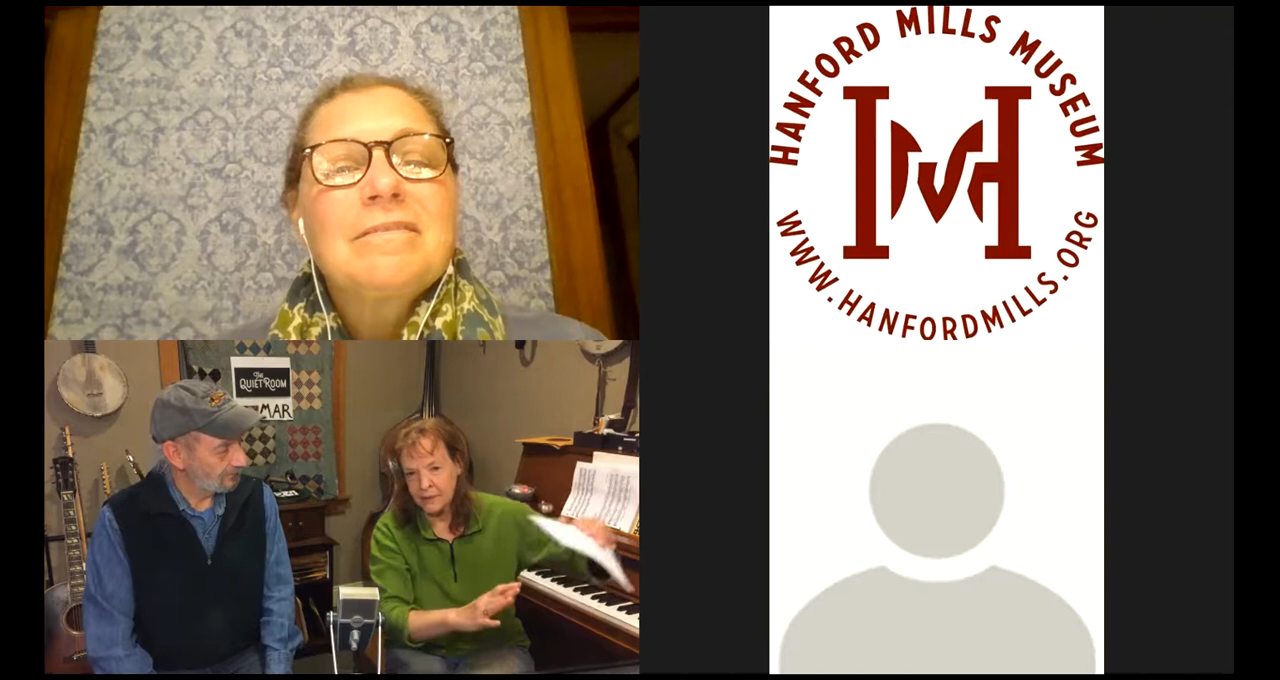 HANFORD MILLS MUSEUM
WWW.HANFORDMILLS.ORG
THE
QUIET ROOM
MAR